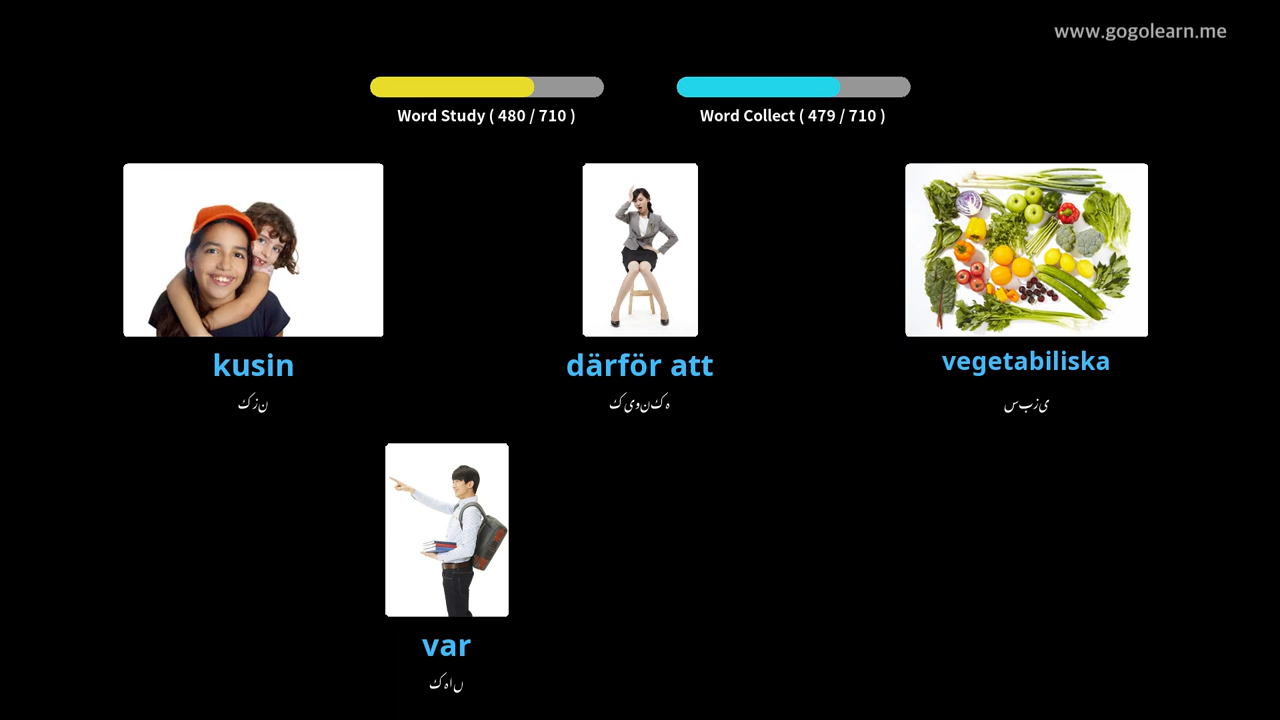 www.gogolearn.me
Word Study ( 480 / 710 )
Word Collect ( 479 / 710 )
kusin
کزن
därför att
کیونکہ
vegetabiliska
سبزی
var
کہاں